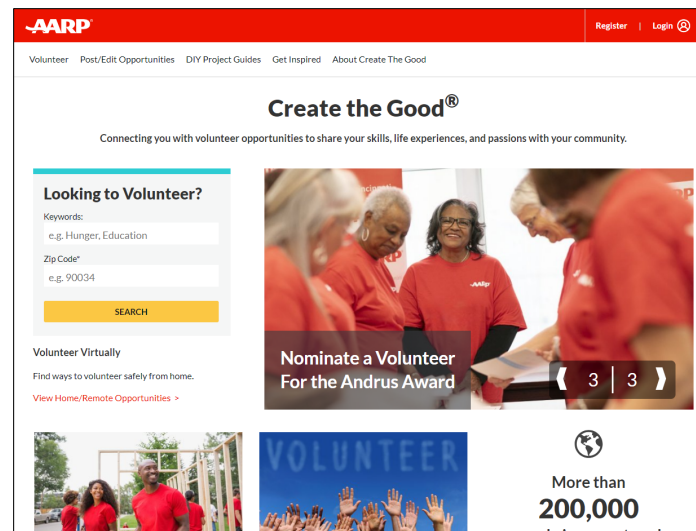 AARP®
Register | Login
Volunteer Post/Edit Opportunities DIY Project Guides Get Inspired About Create The Good
Create the Good®
Connecting you with volunteer opportunities to share your skills, life experiences, and passions with your community.
Looking to Volunteer?
Keywords:
e.g. Hunger, Education
Zip Code*
e.g. 90034
SEARCH
Volunteer Virtually
Find ways to volunteer safely from home.
View Home/Remote Opportunities >
AARP
Nominate a Volunteer
For the Andrus Award
3 | 3
VOLUNTEER
More than
200,000